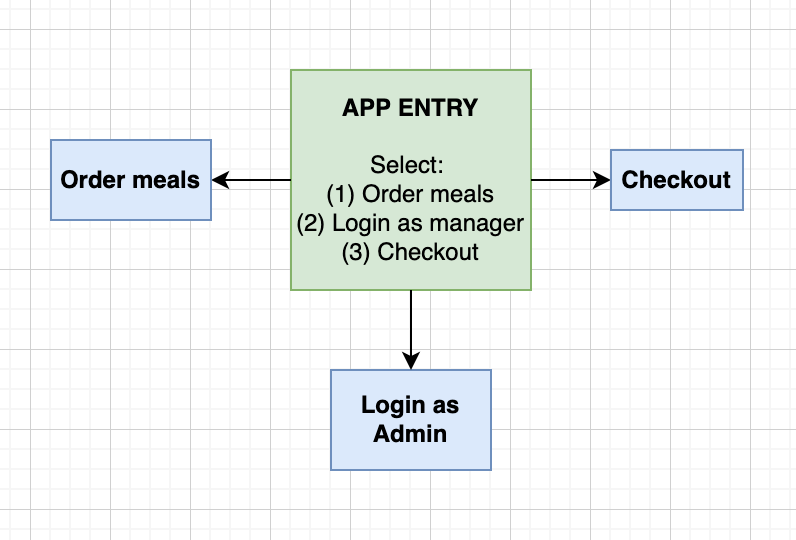 APP ENTRY
Select:
(1) Order meals
(2) Login as manager
(3) Checkout
Order meals
Checkout
Login as
Admin